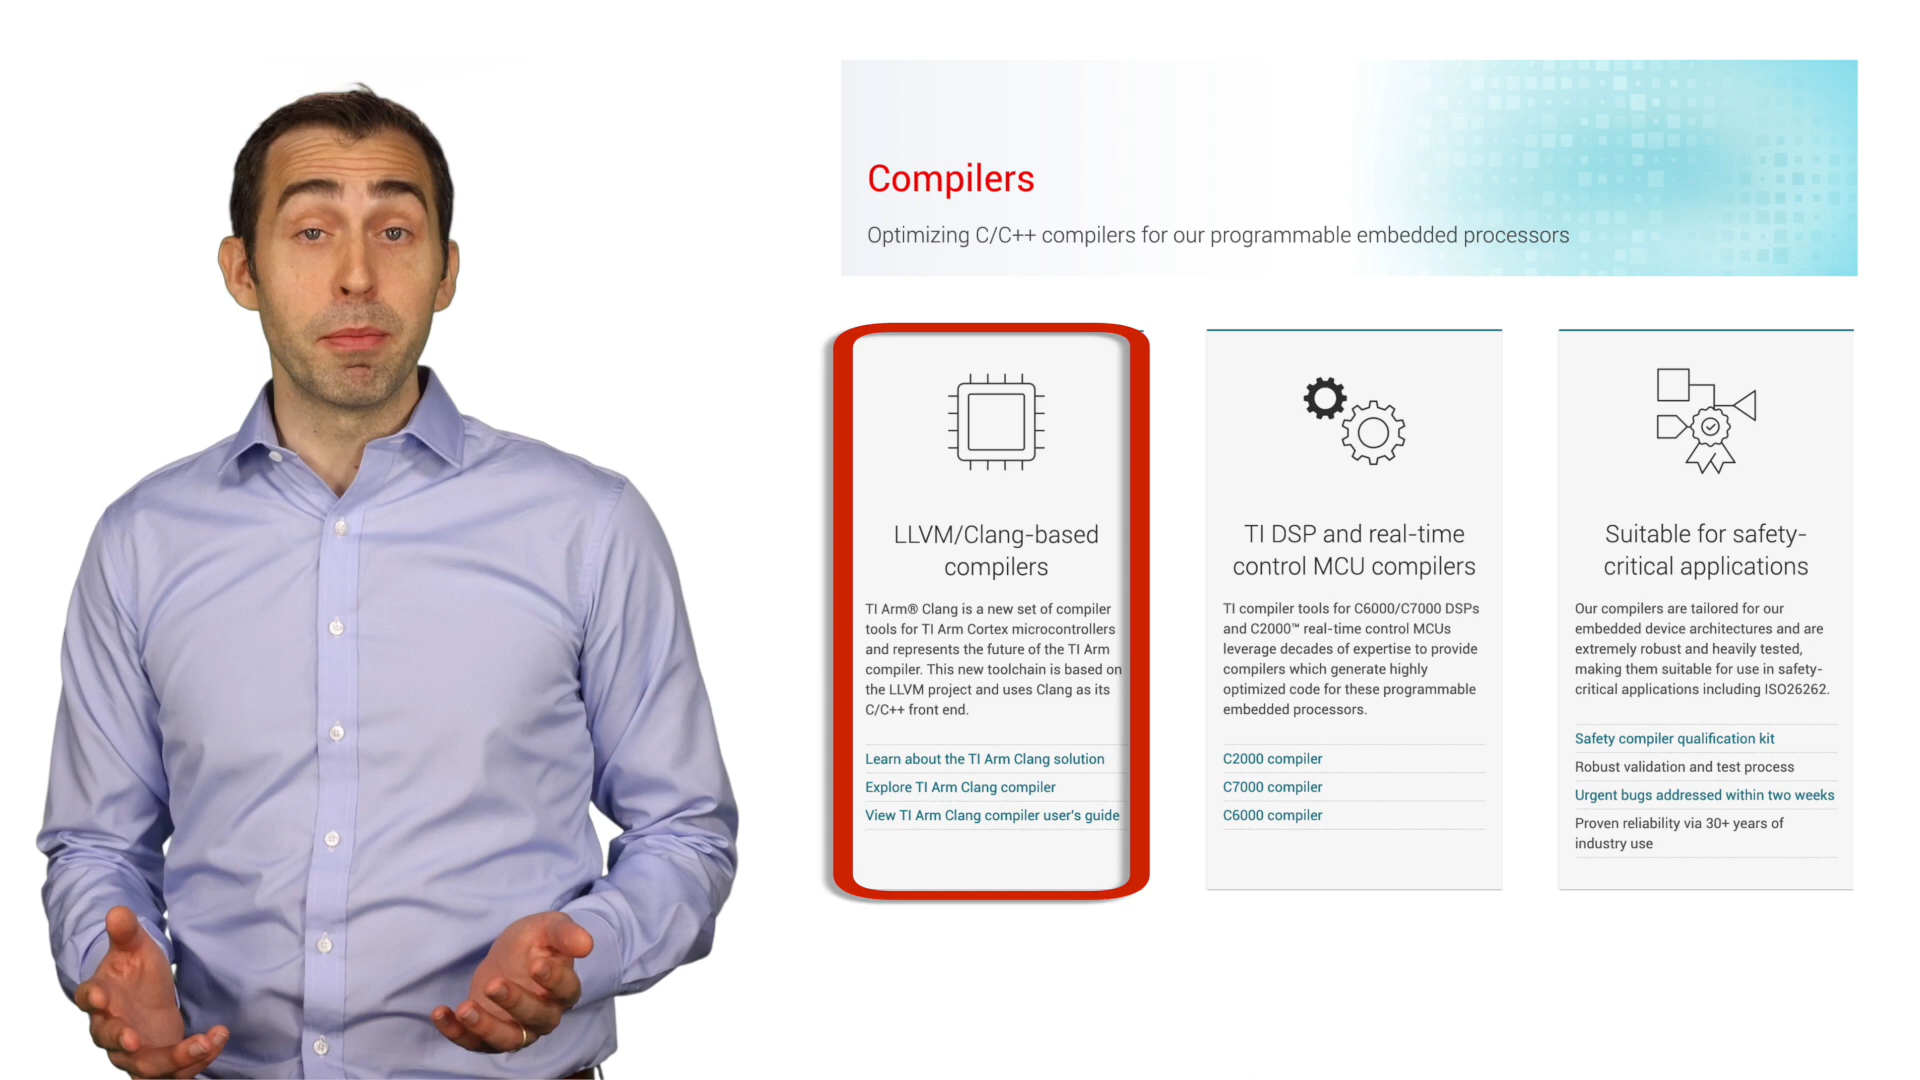 Compilers
Optimizing C/C++ compilers for our programmable embedded processors
LLVM/Clang-based
compilers
TI Arm® Clang is a new set of compiler
tools for TI Arm Cortex microcontrollers
and represents the future of the TI Arm
compiler. This new toolchain is based on
the LLVM project and uses Clang as its
C/C++ front end.
Learn about the TI Arm Clang solution
Explore TI Arm Clang compiler
View TI Arm Clang compiler user's guide
TI DSP and real-time
control MCU compilers
TI compiler tools for C6000/C7000 DSPs
and C2000™ real-time control MCUs
leverage decades of expertise to provide
compilers which generate highly
optimized code for these programmable
embedded processors.
C2000 compiler
C7000 compiler
C6000 compiler
Suitable for safety-
critical applications
Our compilers are tailored for our
embedded device architectures and are
extremely robust and heavily tested,
making them suitable for use in safety-
critical applications including ISO26262.
Safety compiler qualification kit
Robust validation and test process
Urgent bugs addressed within two weeks
Proven reliability via 30+ years of
industry use